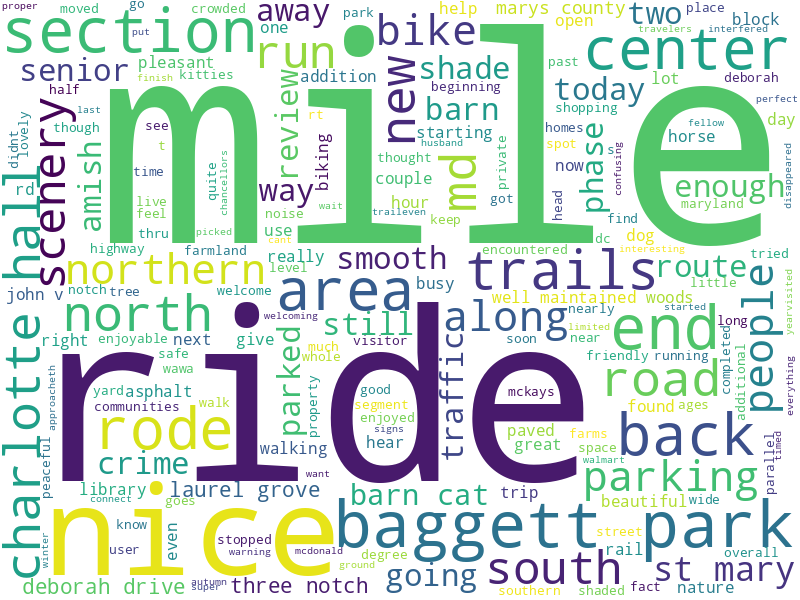 proper go park crowded help marys county two place travelers interfered
moved put away one open block
section run bike center
senior pleasant kitties addition shade beginning past shopping deborah
half review barn new today lot perfect
scenery though see t rt starting phase homes day fellow
mile
lovely didnt amish time quite chancellors biking thought couple private md now spot s horse confusing enough disappeared
rd live feel picked noise wait husband hour got head find maryland
hall way traileven keep dc dog
highway thru farmland use cant really encountered interesting tried
northern level smooth trails woods route little
john v notch tree welcome busy well maintained nearly people yearvisited
north area along end started long
right enjoyable next give still welcoming visitor soon limited near friendly running
charlotte safe wawa much whole traffic road completed additional everything
yard asphalt parked property good mckays found ages
ride
communities walk segment enjoyed paved farms
rode signs great space back parallel timed
peaceful approacheth crime walking hear walmart
library want parking
goes laurel grove barn cat trip beautiful wide
nice connect baggett park
winter know even user stopped warning mcdonald degree street rail overall
ground going south st mary
deborah drive autumn super three notch finish last southern shaded fact nature